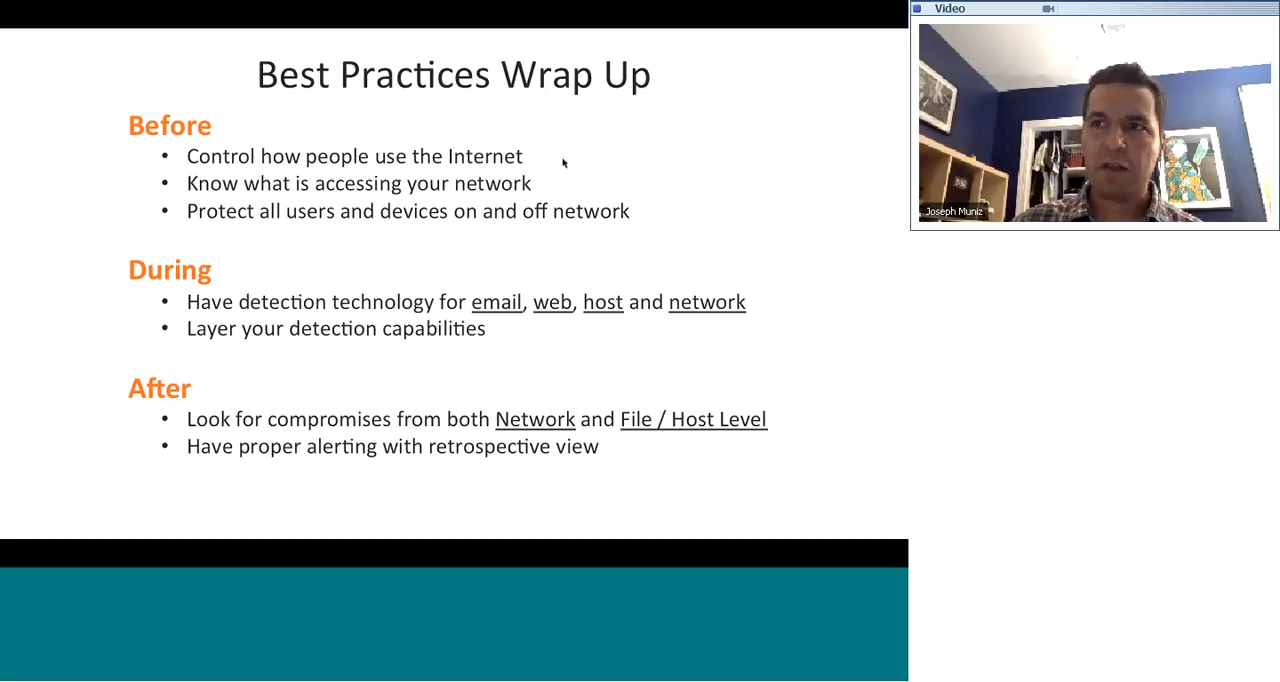 Best Practices Wrap Up
Before
• Control how people use the Internet
• Know what is accessing your network
• Protect all users and devices on and off network
During
• Have detection technology for email, web, host and network
• Layer your detection capabilities
After
• Look for compromises from both Network and File / Host Level
• Have proper alerting with retrospective view
Video
Joseph Muniz